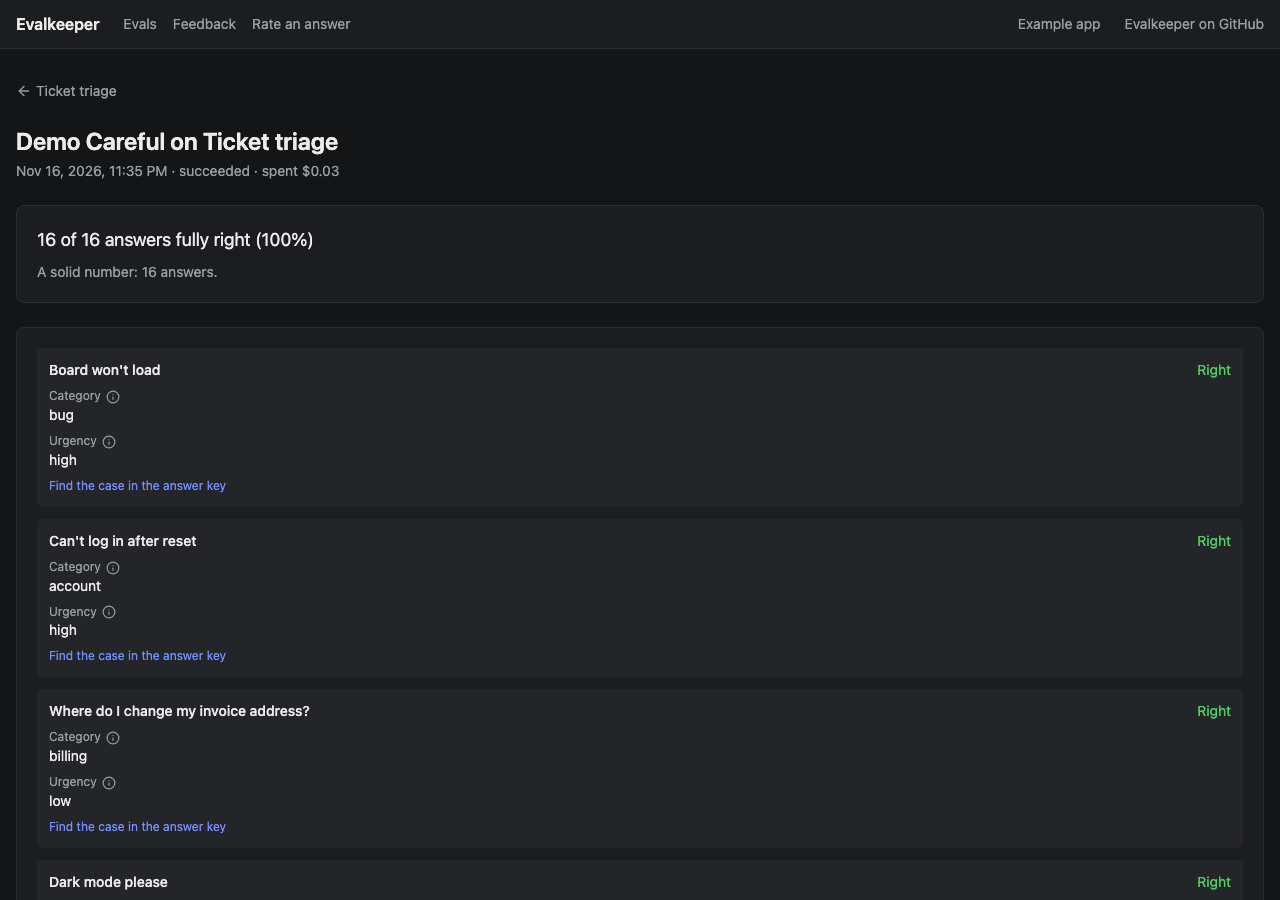 Evalkeeper Evals Feedback Rate an answer Example app Evalkeeper on GitHub
Ticket triage
Demo Careful on Ticket triage
Nov 16, 2026, 11:35 PM · succeeded · spent $0.03
16 of 16 answers fully right (100%)
A solid number: 16 answers.
Board won't load Right
Category
bug
Urgency
high
Find the case in the answer key
Can't log in after reset Right
Category
account
Urgency
high
Find the case in the answer key
Where do I change my invoice address? Right
Category
billing
Urgency
low
Find the case in the answer key
Dark mode please Right